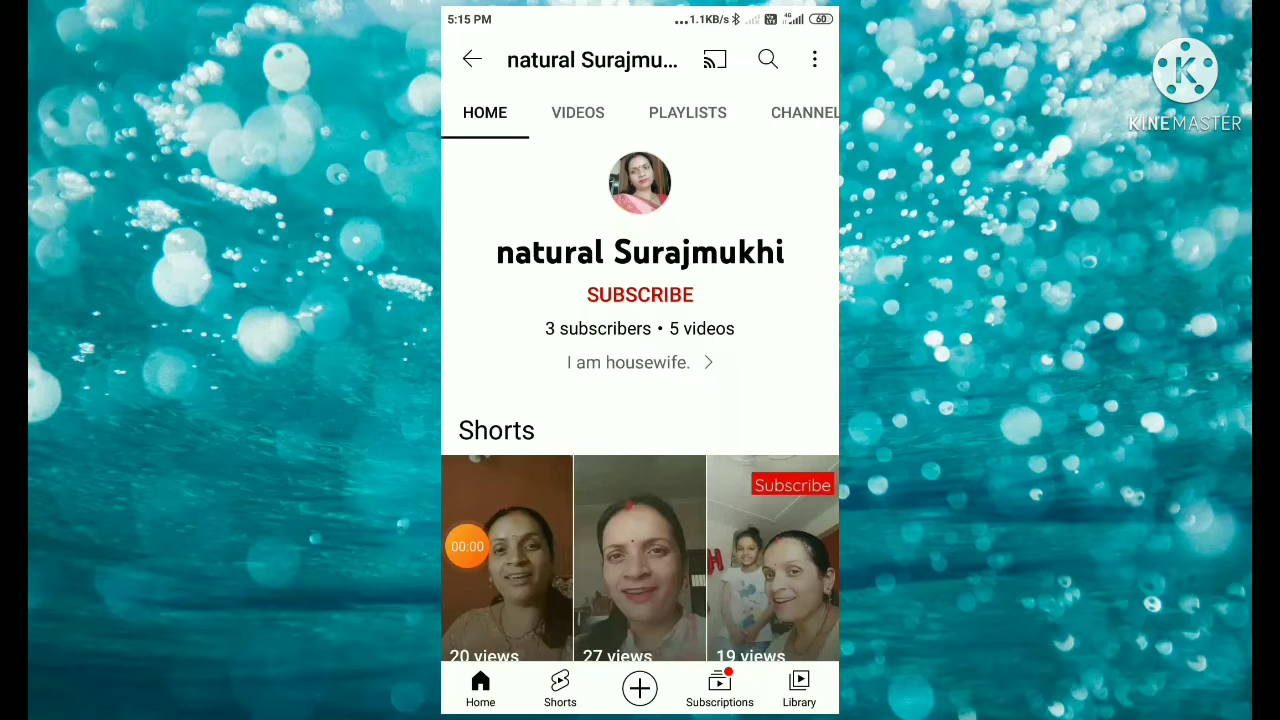 5:15 PM
...1.1KB/s
4G
60
natural Surajmu...
K
KINEMASTER
HOME VIDEOS PLAYLISTS CHANNEL
natural Surajmukhi
SUBSCRIBE
3 subscribers • 5 videos
I am housewife.
Shorts
Subscribe
00:00
20 views 27 views 19 views
Home Shorts Subscriptions Library